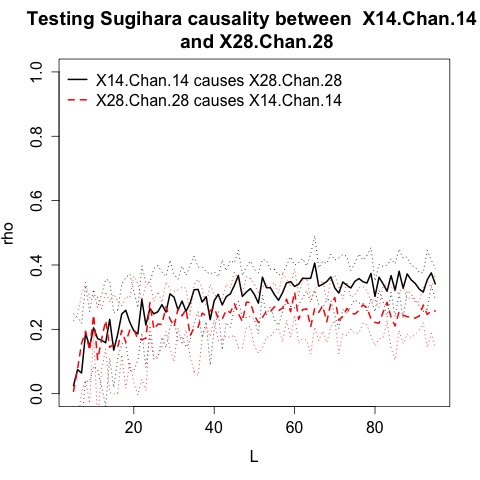 Testing Sugihara causality between  X14.Chan.14
and X28.Chan.28
X14.Chan.14 causes X28.Chan.28
X28.Chan.28 causes X14.Chan.14
rho
1.0
0.8
0.6
0.4
0.2
0.0
20 40 60 80
L